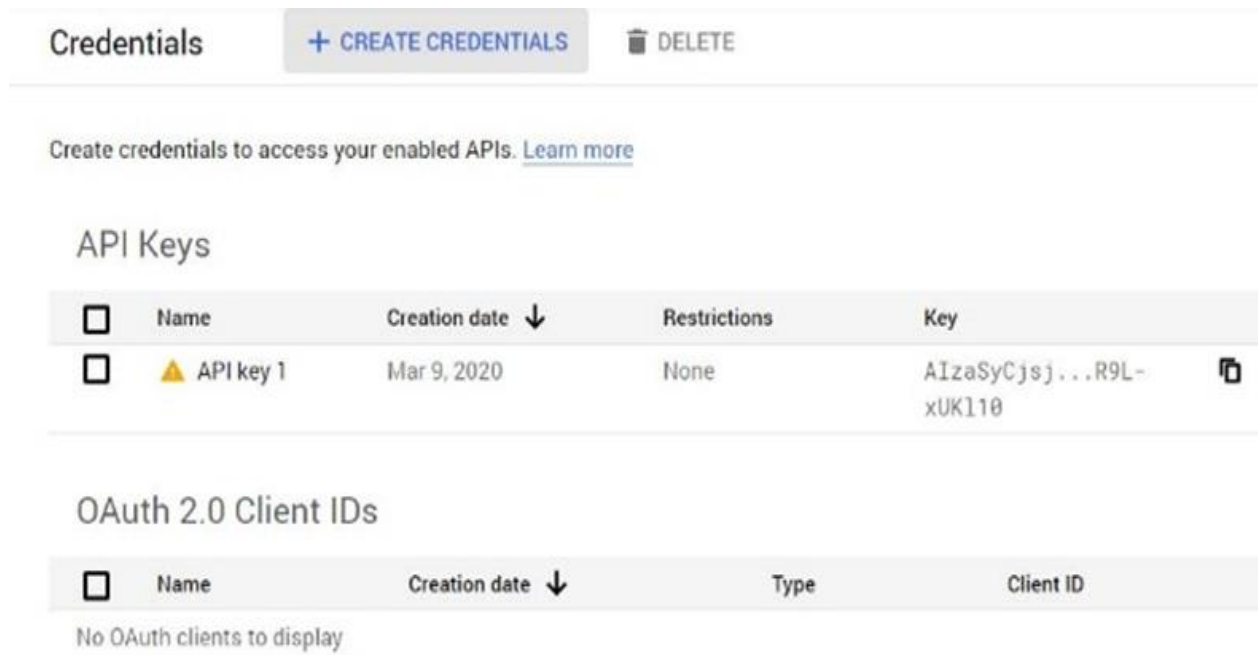 Credentials + CREATE CREDENTIALS DELETE
Create credentials to access your enabled APIs. Learn more
API Keys
Name Creation date Restrictions Key
API key 1 Mar 9, 2020 None AIzaSyCjsj...R9L-
xUKl10
OAuth 2.0 Client IDs
Name Creation date Type Client ID
No OAuth clients to display